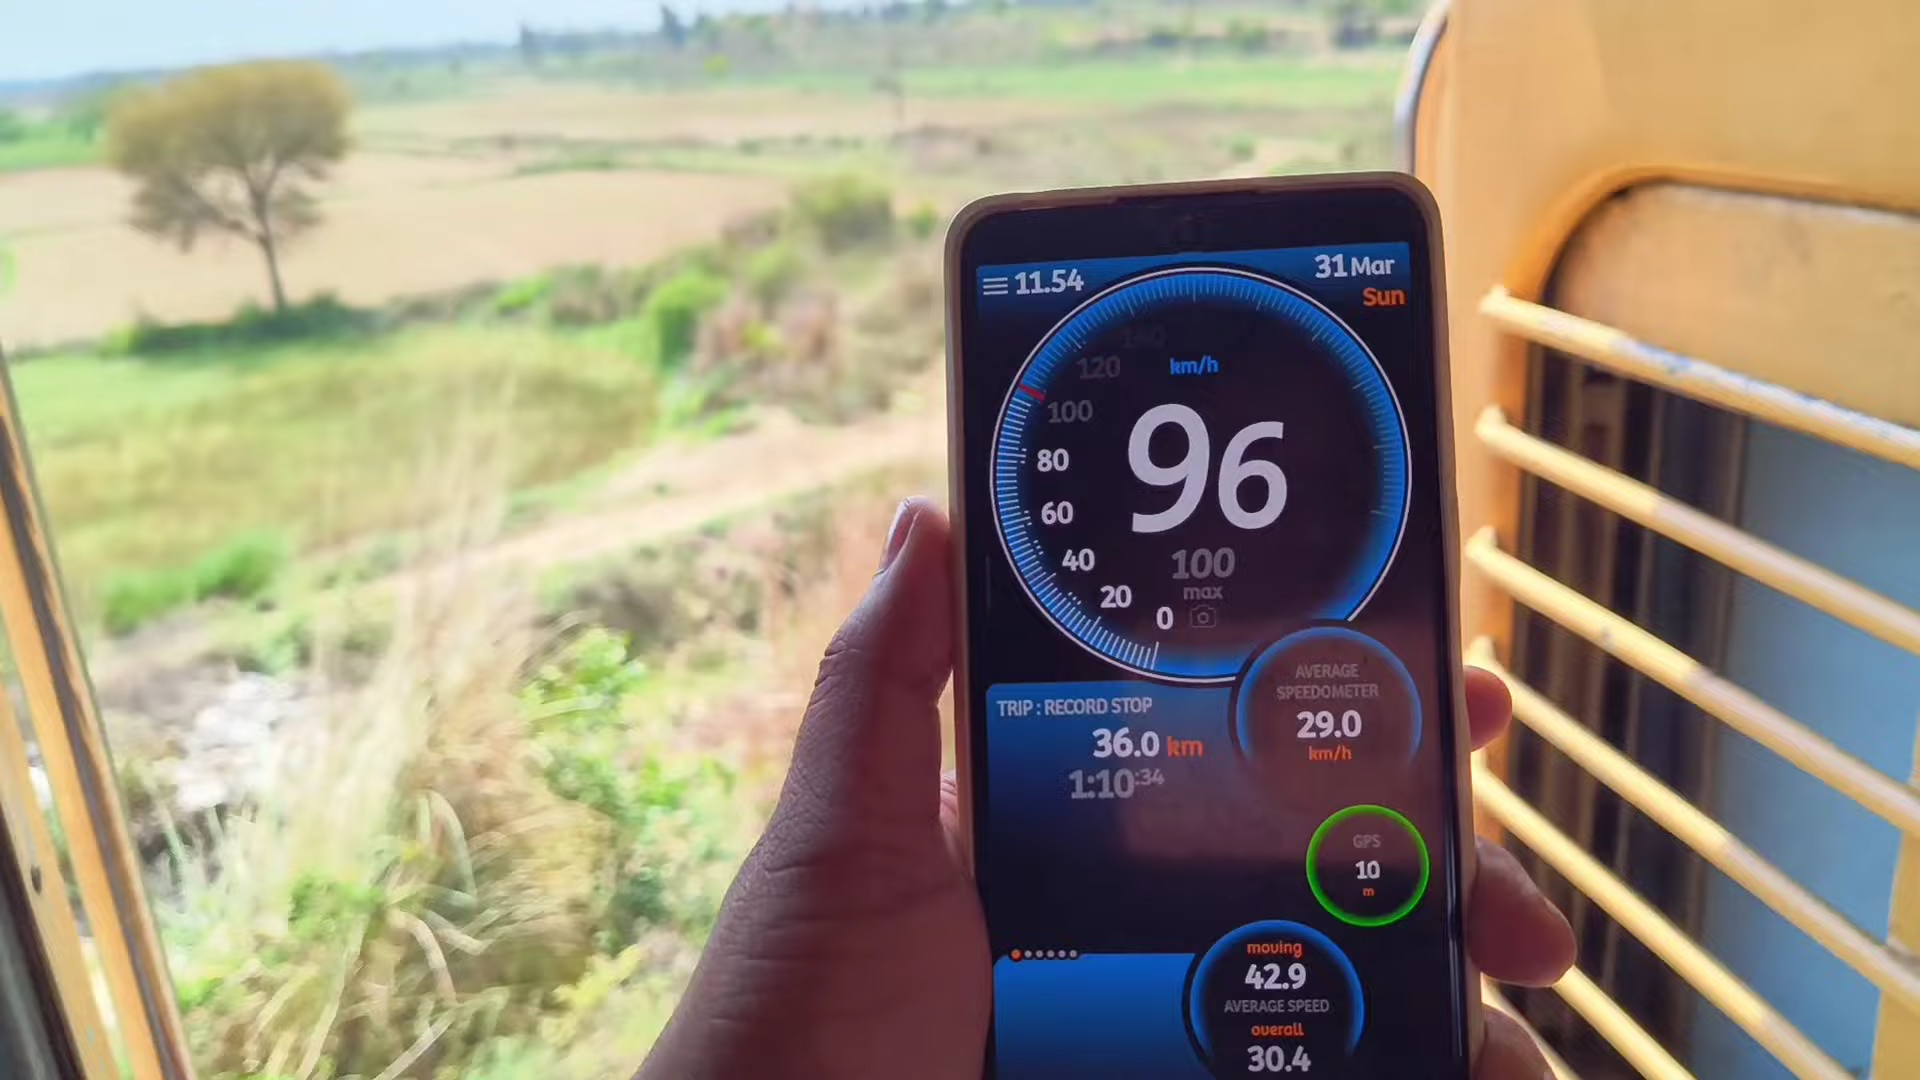 11.54
31 Mar
Sun
km/h
140
120
100
80
60
40
20
0
96
100
max
AVERAGE
SPEEDOMETER
29.0
km/h
TRIP : RECORD STOP
36.0 km
1:10:34
GPS
10
m
moving
42.9
AVERAGE SPEED
overall
30.4